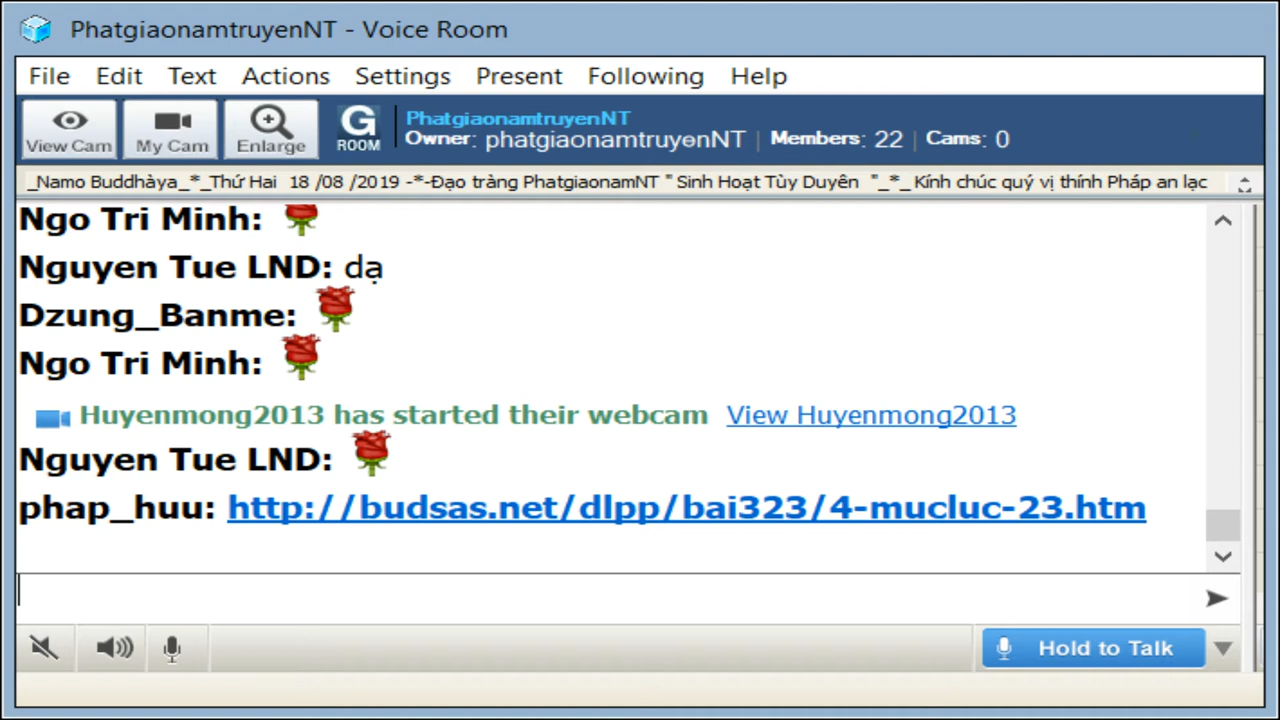 PhatgiaonamtruyenNT - Voice Room
File Edit Text Actions Settings Present Following Help
View Cam My Cam Enlarge G ROOM
PhatgiaonamtruyenNT
Owner: phatgiaonamtruyenNT | Members: 22 | Cams: 0
_Namo Buddhàya_*_Thứ Hai 18 /08 /2019 -*-Đạo tràng PhatgiaonamNT " Sinh Hoạt Tùy Duyên "_*_ Kính chúc quý vị thính Pháp an lạc
Ngo Tri Minh:
Nguyen Tue LND: dạ
Dzung_Banme:
Ngo Tri Minh:
Huyenmong2013 has started their webcam View Huyenmong2013
Nguyen Tue LND:
phap_huu: http://budsas.net/dlpp/bai323/4-mucluc-23.htm
Hold to Talk